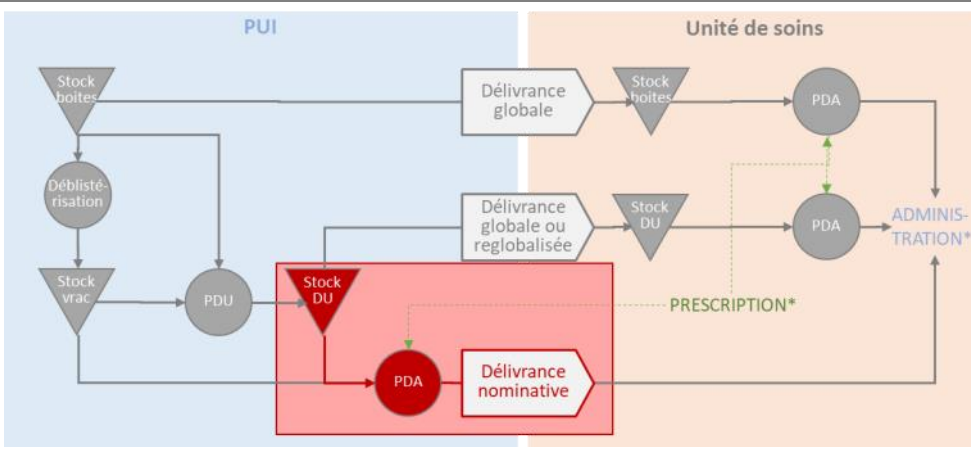 PUI
Unité de soins
Stock
boites
Délivrance
globale
Stock
boites
PDA
Déblisté-
risation
Délivrance
globale ou
reglobalisée
Stock
DU
PDA
ADMINIS-
TRATION*
Stock
vrac
PDU
Stock
DU
PRESCRIPTION*
PDA
Délivrance
nominative